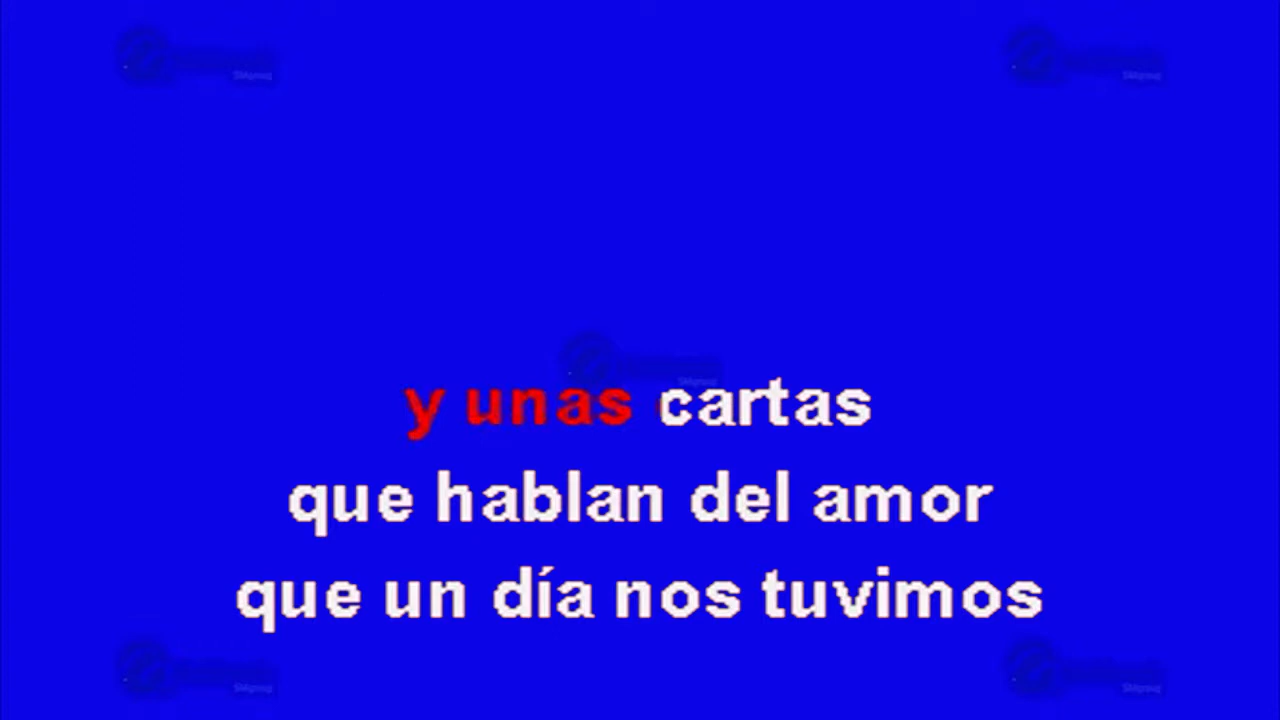 y unas cartas
que hablan del amor
que un día nos tuvimos